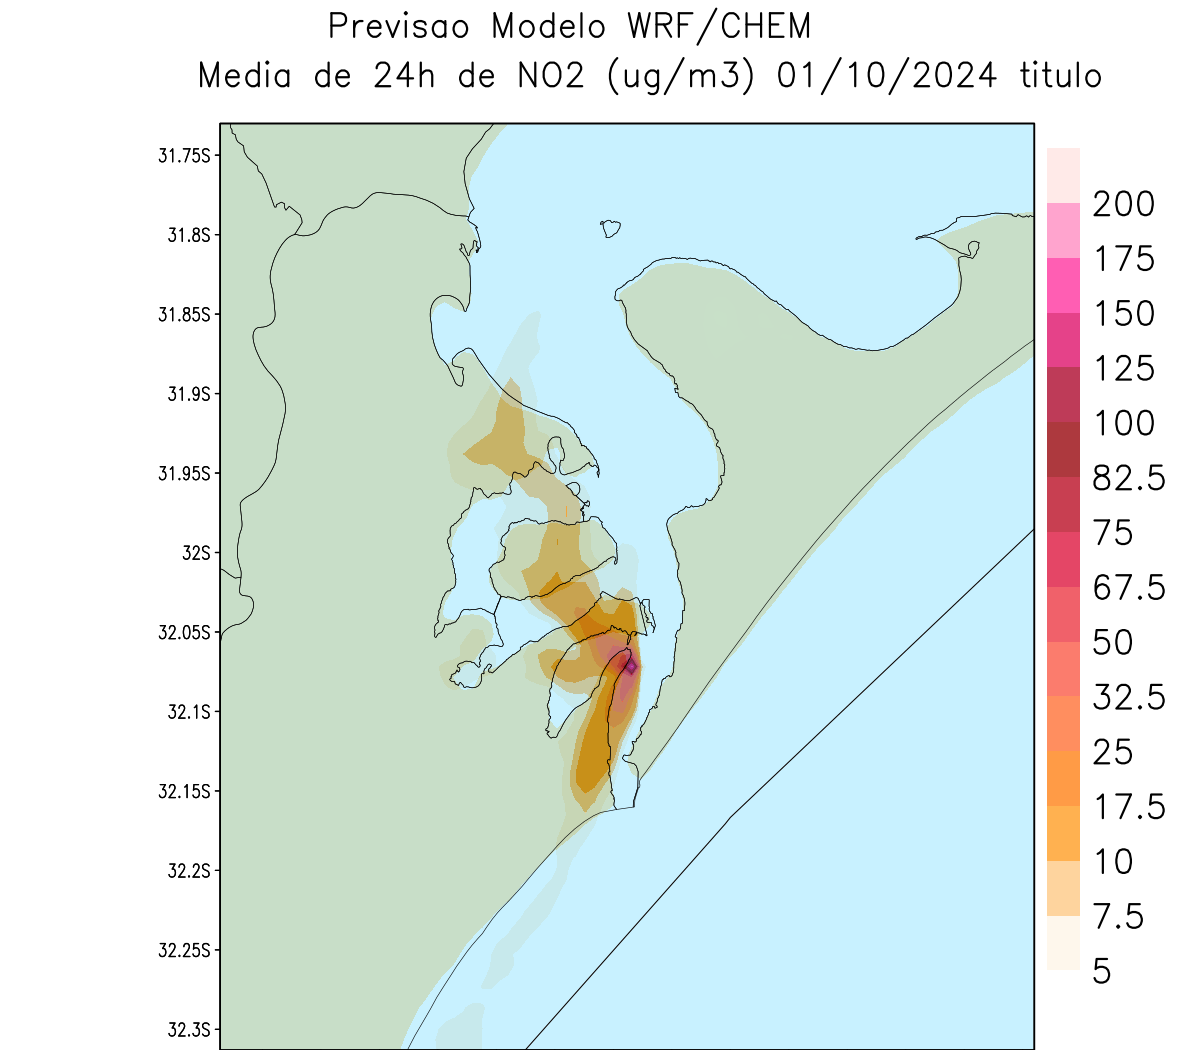 Previsao Modelo WRF/CHEM
Media de 24h de NO2 (ug/m3) 01/10/2024 titulo
31.75S
31.8S
31.85S
31.9S
31.95S
32S
32.05S
32.1S
32.15S
32.2S
32.25S
32.3S
200
175
150
125
100
82.5
75
67.5
50
32.5
25
17.5
10
7.5
5